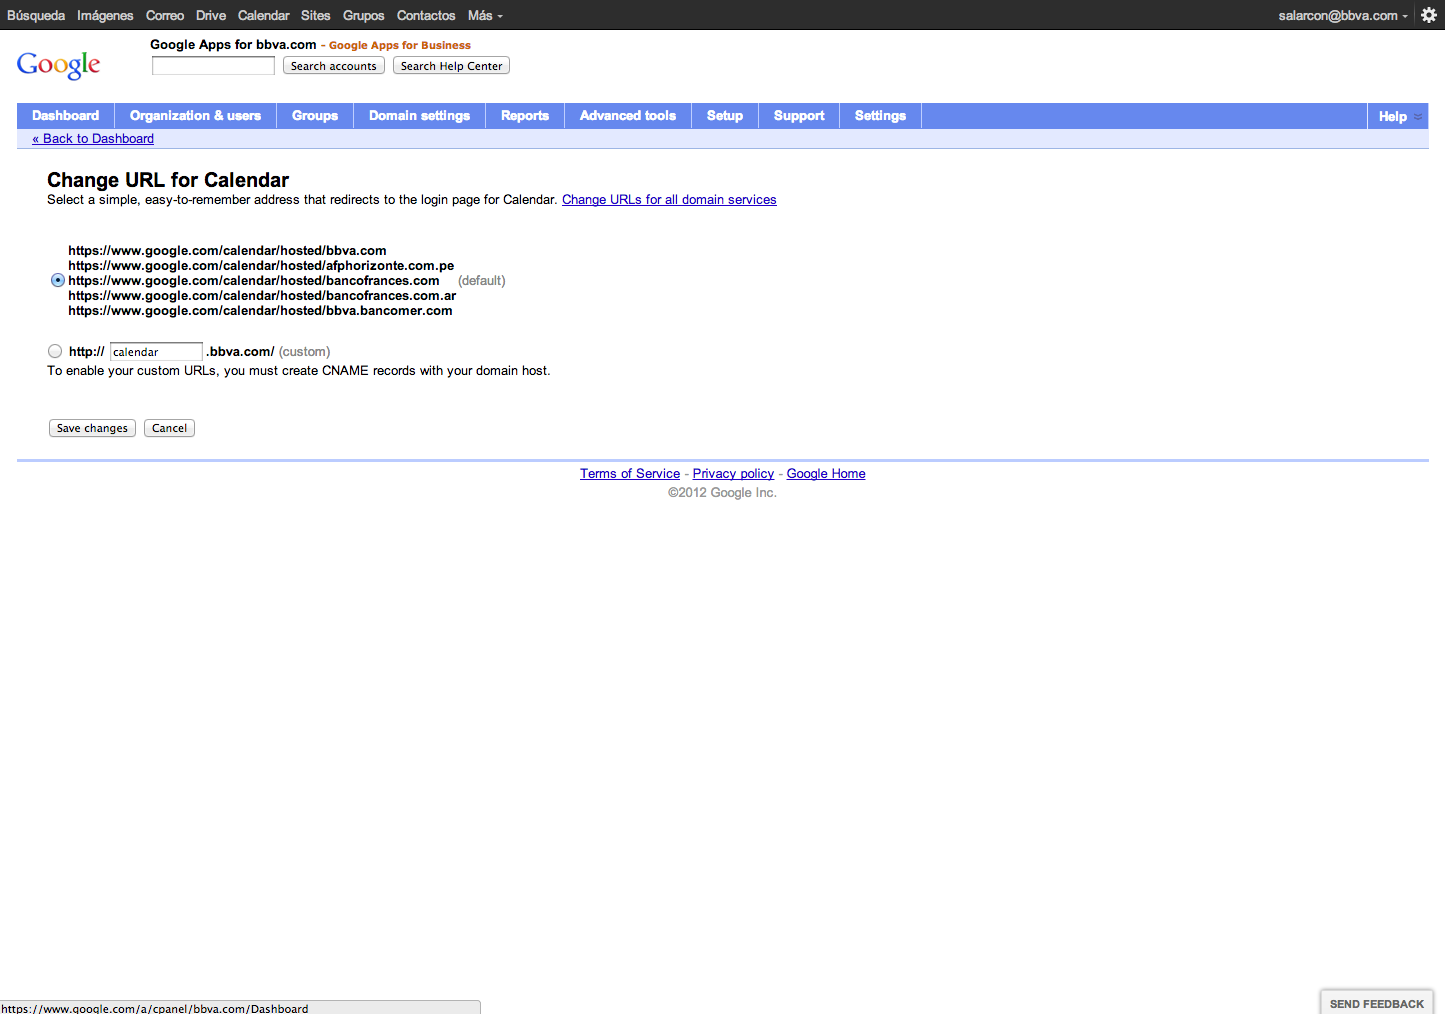 Búsqueda Imágenes Correo Drive Calendar Sites Grupos Contactos Más salarcon@bbva.com
Google
Google Apps for bbva.com - Google Apps for Business
Search accounts Search Help Center
Dashboard Organization & users Groups Domain settings Reports Advanced tools Setup Support Settings Help
« Back to Dashboard
Change URL for Calendar
Select a simple, easy-to-remember address that redirects to the login page for Calendar. Change URLs for all domain services
https://www.google.com/calendar/hosted/bbva.com
https://www.google.com/calendar/hosted/afphorizonte.com.pe
https://www.google.com/calendar/hosted/bancofrances.com (default)
https://www.google.com/calendar/hosted/bancofrances.com.ar
https://www.google.com/calendar/hosted/bbva.bancomer.com
http:// calendar .bbva.com/ (custom)
To enable your custom URLs, you must create CNAME records with your domain host.
Save changes Cancel
Terms of Service - Privacy policy - Google Home
©2012 Google Inc.
https://www.google.com/a/cpanel/bbva.com/Dashboard
SEND FEEDBACK